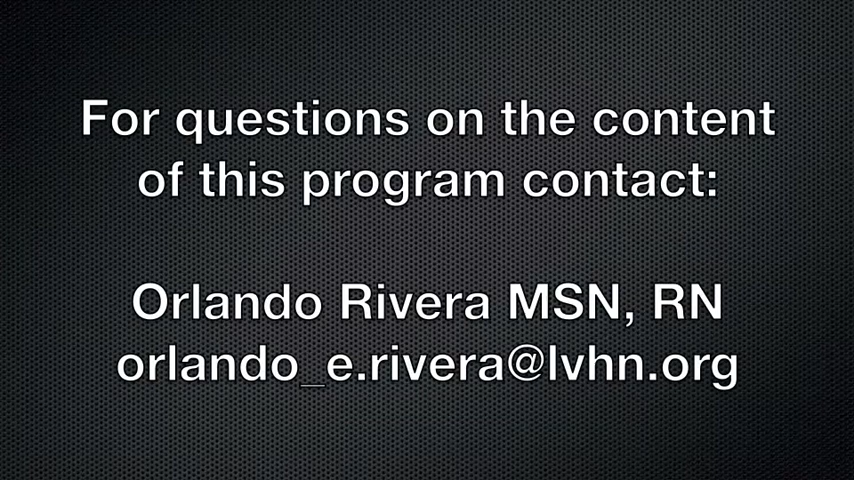 For questions on the content
of this program contact:
Orlando Rivera MSN, RN
orlando_e.rivera@lvhn.org